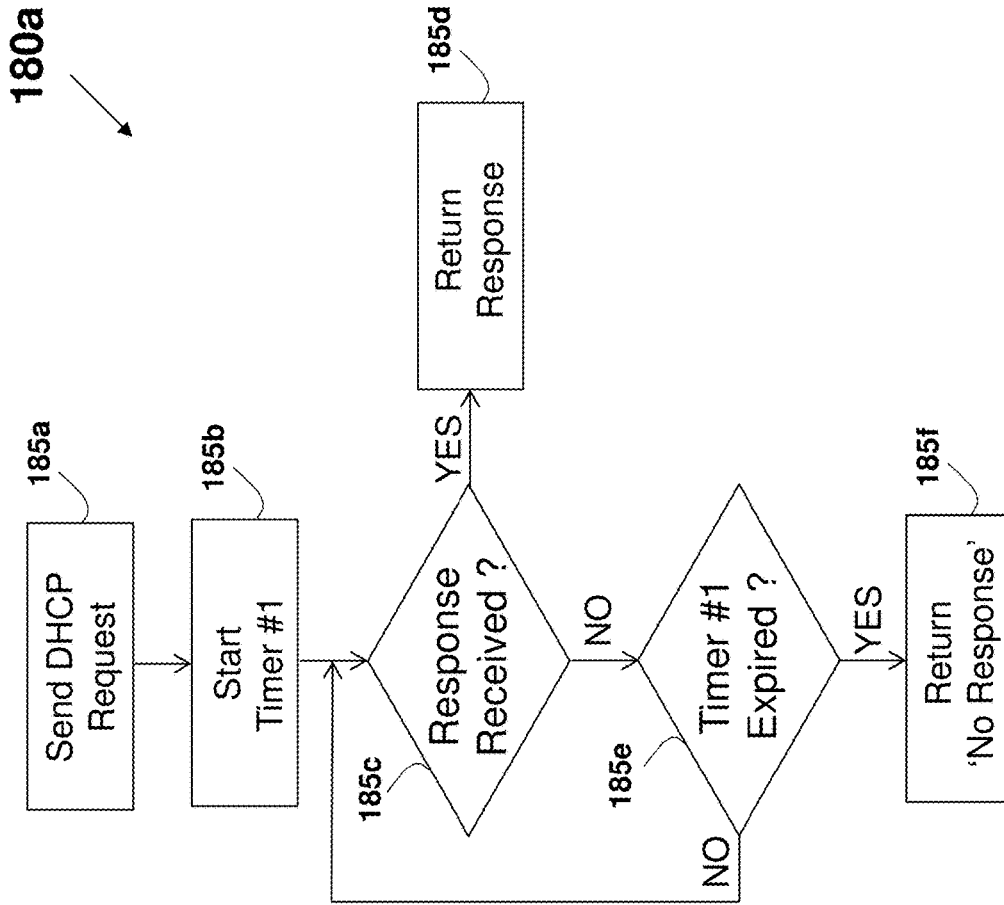 180a
Send DHCP
Request
185a
Start
Timer #1
185b
Response
Received ?
185c
YES
Return
Response
185d
NO
Timer #1
Expired ?
185e
NO
YES
Return
'No Response'
185f